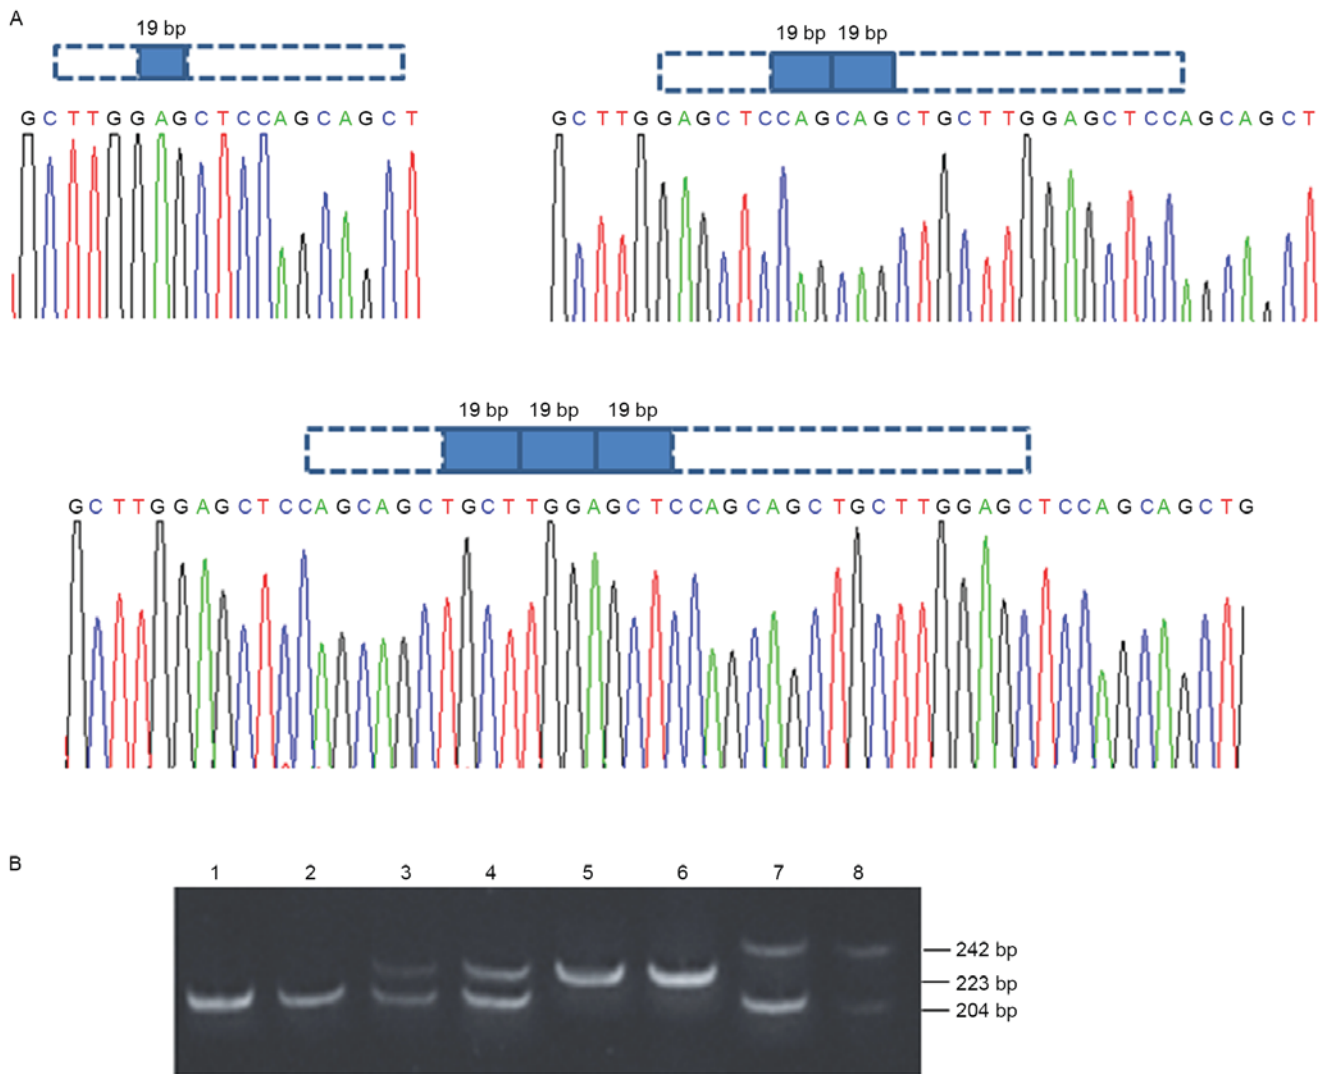 A
19 bp
GCTTGGAGCTCCAGCAGCT
19 bp 19 bp
GCTTGGAGCTCCAGCAGCTGCTTGGAGCTCCAGCAGCT
19 bp 19 bp 19 bp
GCTTGGAGCTCCAGCAGCTGCTTGGAGCTCCAGCAGCTGCTTGGAGCTCCAGCAGCTG
B
1 2 3 4 5 6 7 8
242 bp
223 bp
204 bp